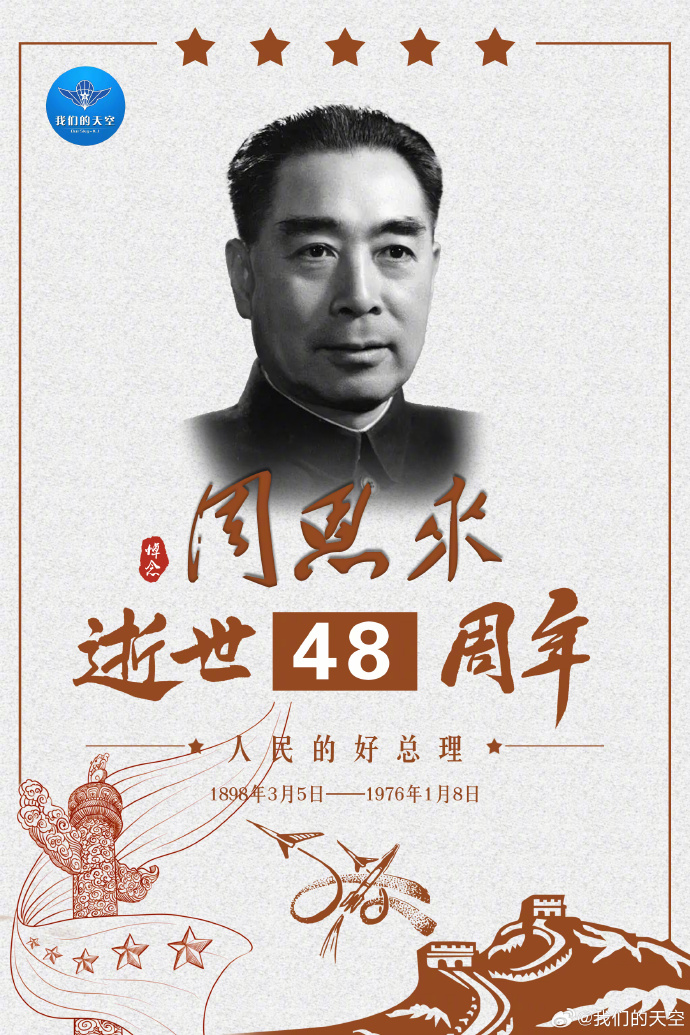 我们的天空
周恩来
悼念
逝世 48 周年
人民的好总理
1898年3月5日——1976年1月8日
@我们的天空